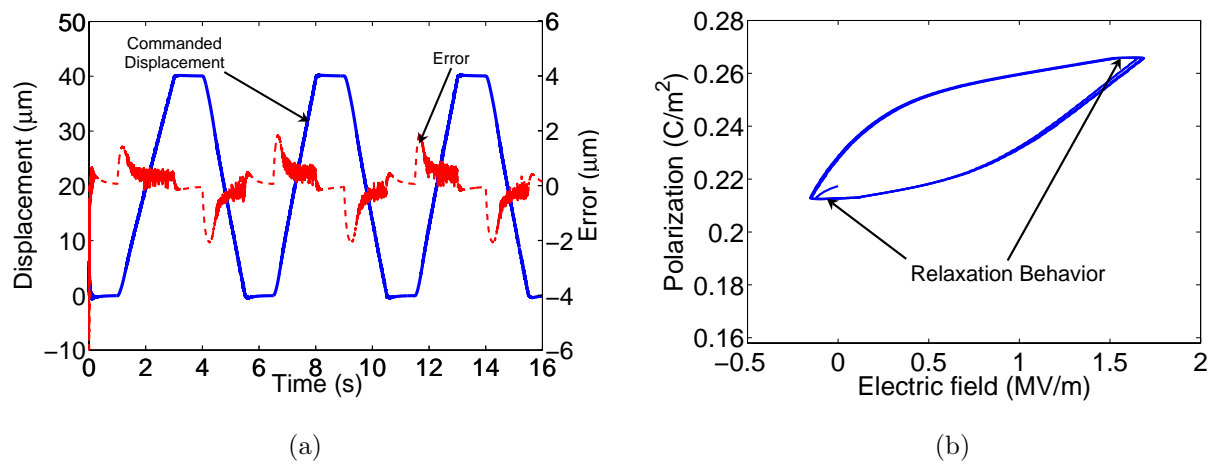 50
40
30
20
10
0
−10
Displacement (μm)
6
4
2
0
−2
−4
−6
Error (μm)
Commanded
Displacement
Error
0 2 4 6 8 10 12 14 16
Time (s)
(a)
0.28
0.26
0.24
0.22
0.2
0.18
0.16
Polarization (C/m²)
Relaxation Behavior
−0.5 0 0.5 1 1.5 2
Electric field (MV/m)
(b)